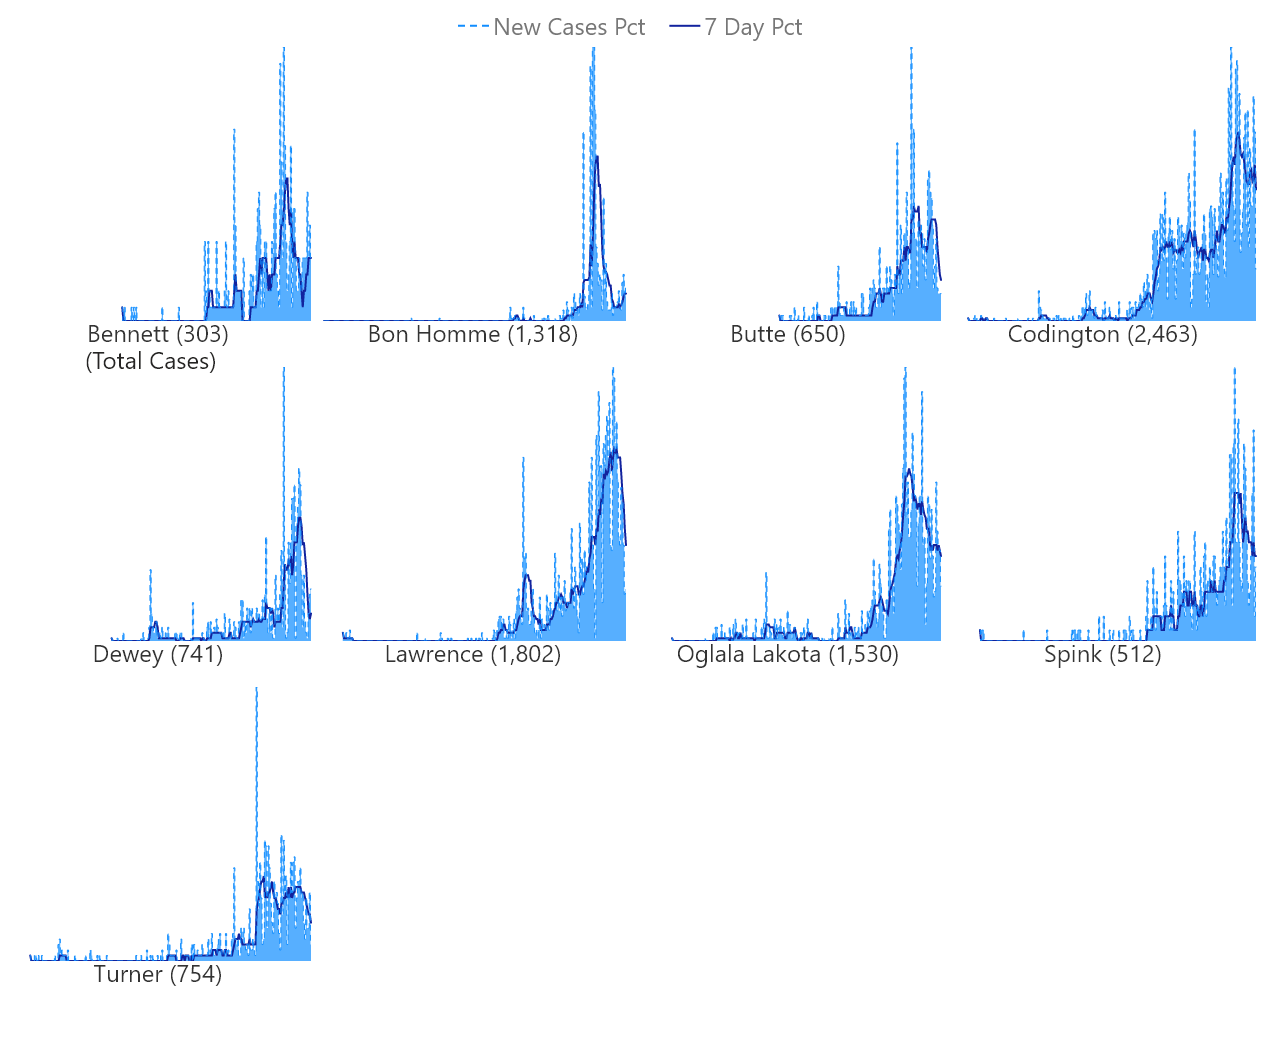 New Cases Pct 7 Day Pct
Bennett (303) Bon Homme (1,318) Butte (650) Codington (2,463)
(Total Cases)
Dewey (741) Lawrence (1,802) Oglala Lakota (1,530) Spink (512)
Turner (754)